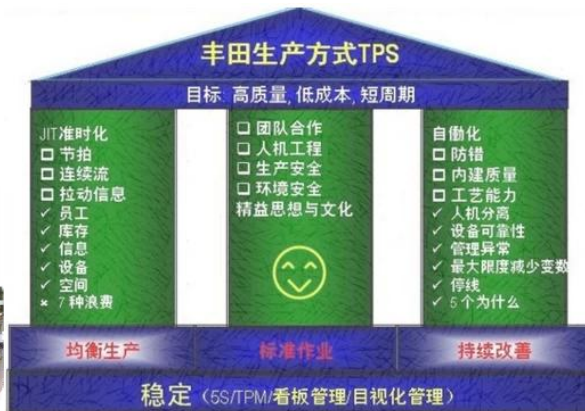 丰田生产方式TPS
目标: 高质量, 低成本, 短周期
JIT准时化
□ 节拍
□ 连续流
□ 拉动信息
✓ 员工
✓ 库存
✓ 信息
✓ 设备
✓ 空间
× 7 种浪费
□ 团队合作
□ 人机工程
□ 生产安全
□ 环境安全
精益思想与文化
自働化
□ 防错
□ 内建质量
□ 工艺能力
✓ 人机分离
✓ 设备可靠性
✓ 管理异常
✓ 最大限度减少变数
✓ 停线
✓ 5 个为什么
均衡生产
标准作业
持续改善
稳定（5S/TPM/看板管理/目视化管理）